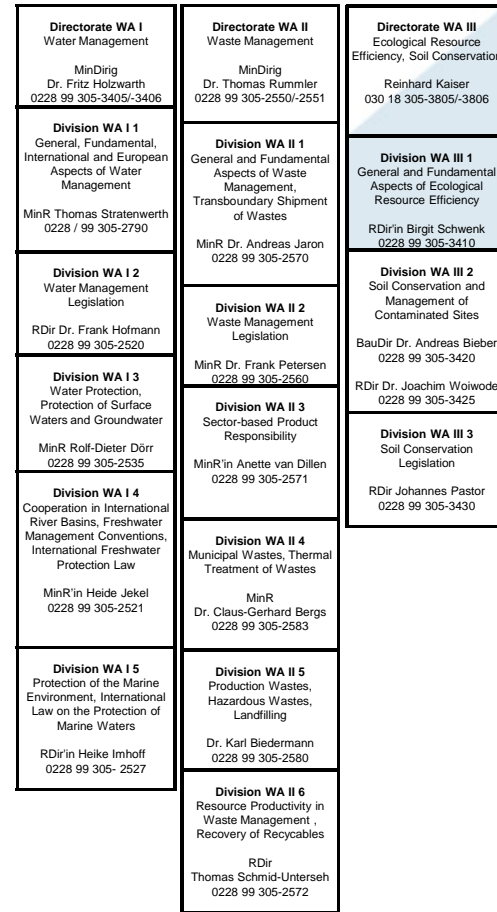 Directorate WA I
Water Management
MinDirig
Dr. Fritz Holzwarth
0228 99 305-3405/-3406
Division WA I 1
General, Fundamental,
International and European
Aspects of Water
Management
MinR Thomas Stratenwerth
0228 / 99 305-2790
Division WA I 2
Water Management
Legislation
RDir Dr. Frank Hofmann
0228 99 305-2520
Division WA I 3
Water Protection,
Protection of Surface
Waters and Groundwater
MinR Rolf-Dieter Dörr
0228 99 305-2535
Division WA I 4
Cooperation in International
River Basins, Freshwater
Management Conventions,
International Freshwater
Protection Law
MinR'in Heide Jekel
0228 99 305-2521
Division WA I 5
Protection of the Marine
Environment, International
Law on the Protection of
Marine Waters
RDir'in Heike Imhoff
0228 99 305- 2527
Directorate WA II
Waste Management
MinDirig
Dr. Thomas Rummler
0228 99 305-2550/-2551
Division WA II 1
General and Fundamental
Aspects of Waste
Management,
Transboundary Shipment
of Wastes
MinR Dr. Andreas Jaron
0228 99 305-2570
Division WA II 2
Waste Management
Legislation
MinR Dr. Frank Petersen
0228 99 305-2560
Division WA II 3
Sector-based Product
Responsibility
MinR'in Anette van Dillen
0228 99 305-2571
Division WA II 4
Municipal Wastes, Thermal
Treatment of Wastes
MinR
Dr. Claus-Gerhard Bergs
0228 99 305-2583
Division WA II 5
Production Wastes,
Hazardous Wastes,
Landfilling
Dr. Karl Biedermann
0228 99 305-2580
Division WA II 6
Resource Productivity in
Waste Management ,
Recovery of Recycables
RDir
Thomas Schmid-Unterseh
0228 99 305-2572
Directorate WA III
Ecological Resource
Efficiency, Soil Conservation
Reinhard Kaiser
030 18 305-3805/-3806
Division WA III 1
General and Fundamental
Aspects of Ecological
Resource Efficiency
RDir'in Birgit Schwenk
0228 99 305-3410
Division WA III 2
Soil Conservation and
Management of
Contaminated Sites
BauDir Dr. Andreas Bieber
0228 99 305-3420
RDir Dr. Joachim Woiwode
0228 99 305-3425
Division WA III 3
Soil Conservation
Legislation
RDir Johannes Pastor
0228 99 305-3430